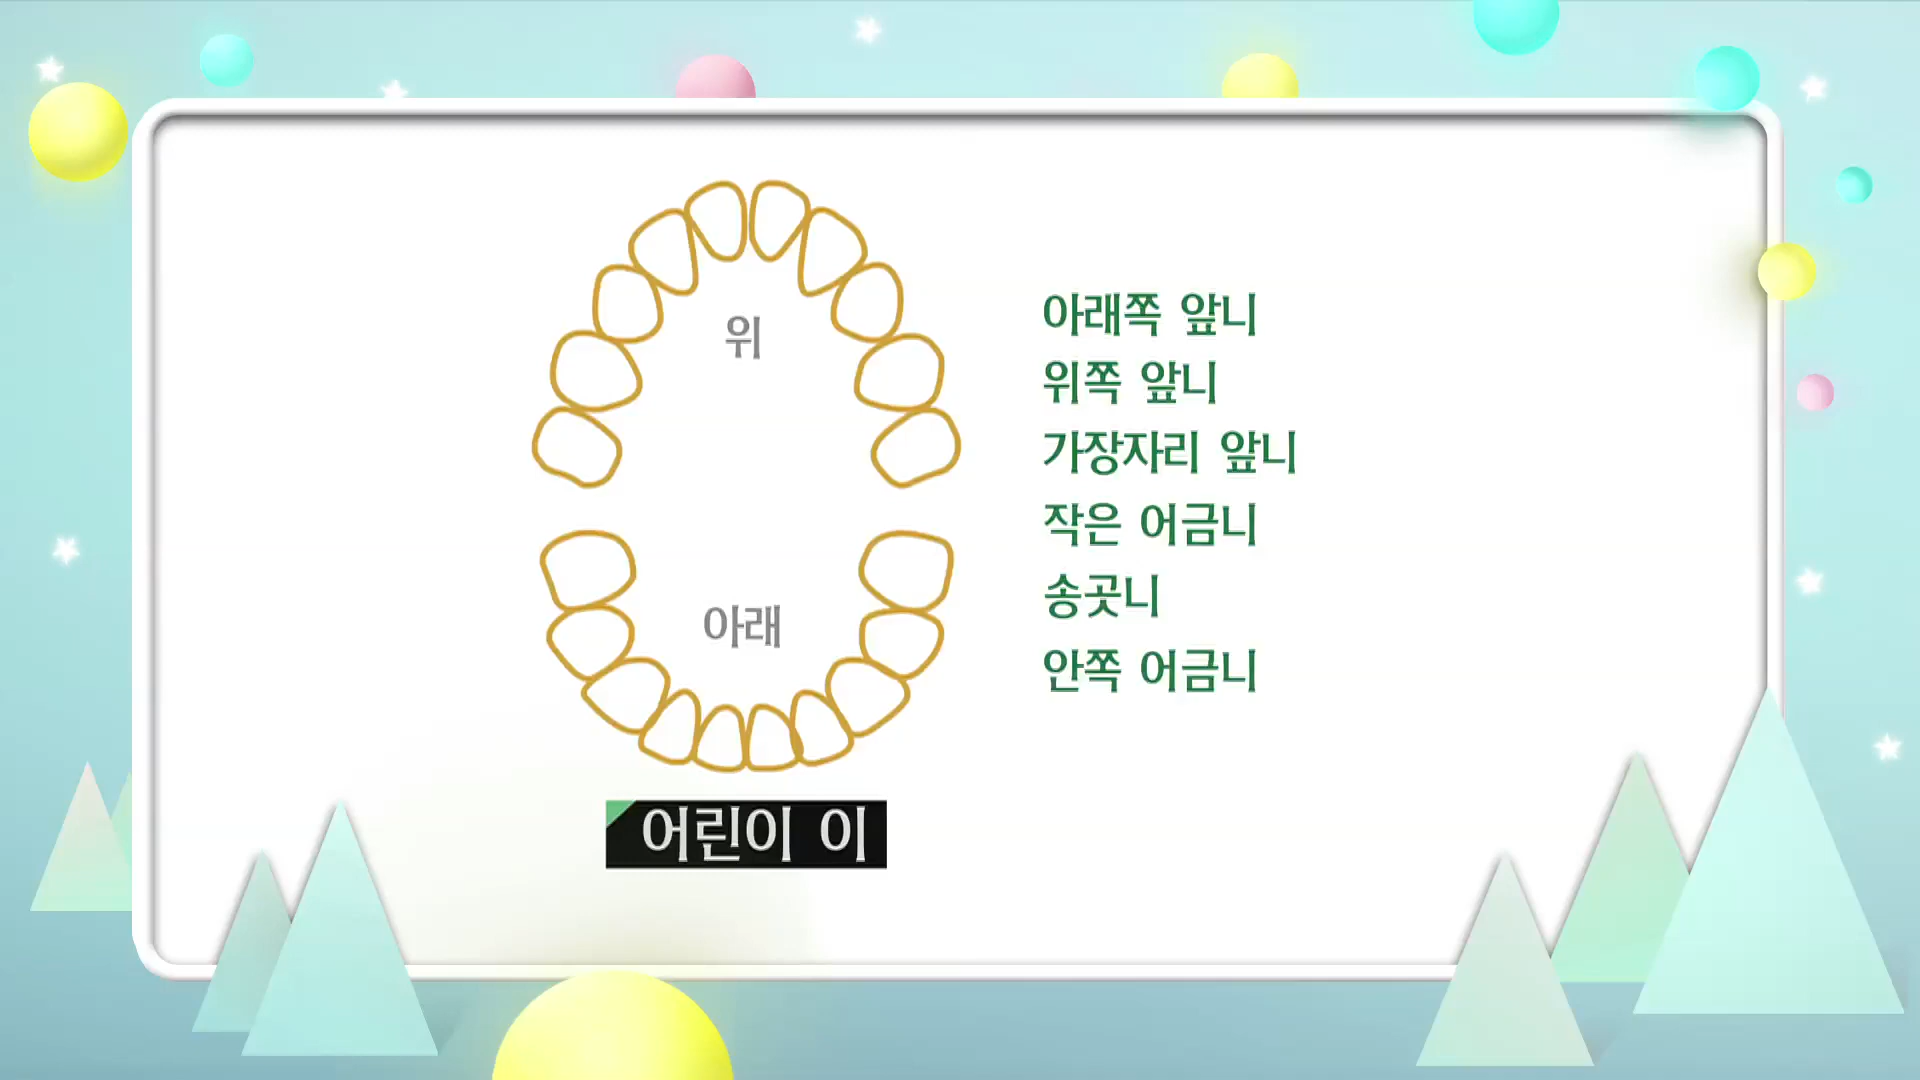 위
아래
어린이 이
아래쪽 앞니
위쪽 앞니
가장자리 앞니
작은 어금니
송곳니
안쪽 어금니